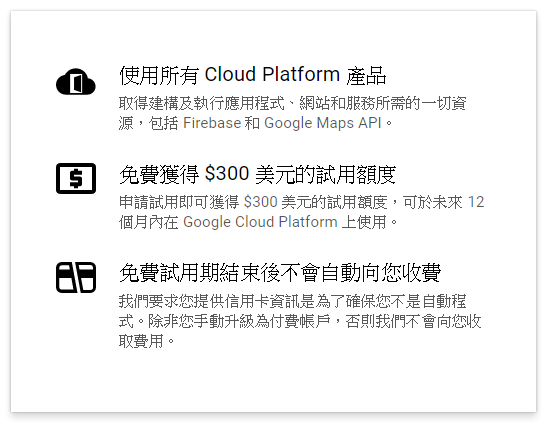 使用所有 Cloud Platform 產品
取得建構及執行應用程式、網站和服務所需的一切資
源，包括 Firebase 和 Google Maps API。
免費獲得 $300 美元的試用額度
申請試用即可獲得 $300 美元的試用額度，可於未來 12
個月內在 Google Cloud Platform 上使用。
免費試用期結束後不會自動向您收費
我們要求您提供信用卡資訊是為了確保您不是自動程
式。除非您手動升級為付費帳戶，否則我們不會向您收
取費用。